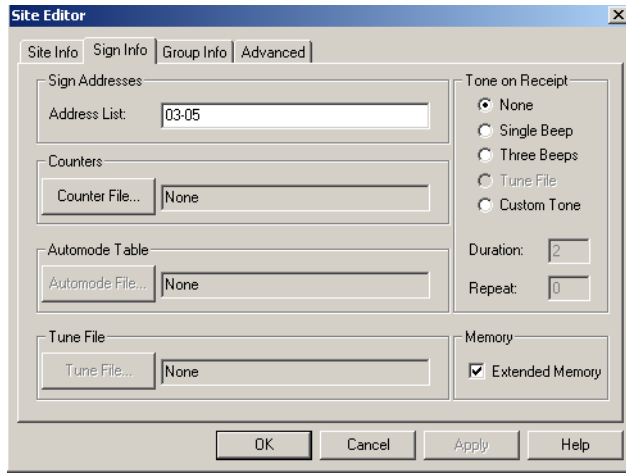 Site Editor
Site Info Sign Info Group Info Advanced
Sign Addresses
Address List: 03-05
Counters
Counter File... None
Automode Table
Automode File... None
Tune File
Tune File... None
Tone on Receipt
None
Single Beep
Three Beeps
Tune File
Custom Tone
Duration: 2
Repeat: 0
Memory
Extended Memory
OK Cancel Apply Help